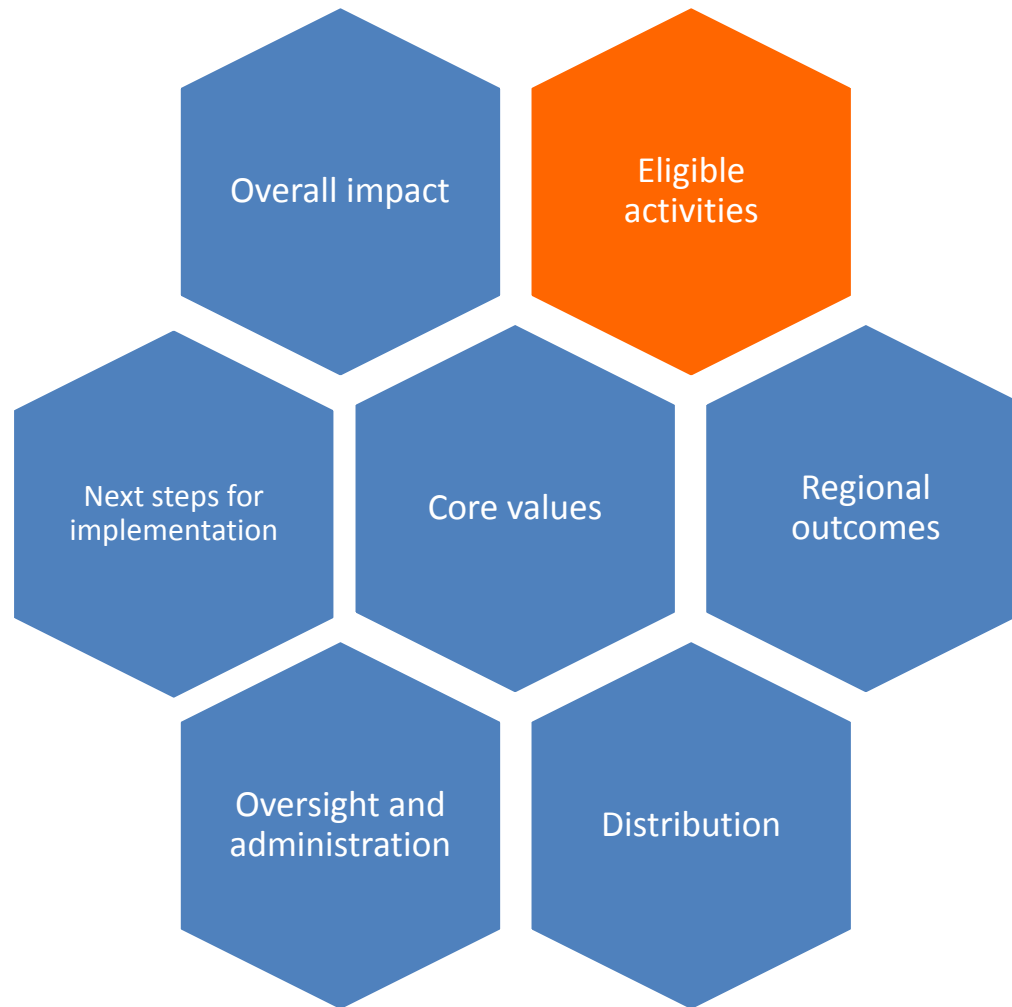 Overall impact
Eligible
activities
Next steps for
implementation
Core values
Regional
outcomes
Oversight and
administration
Distribution